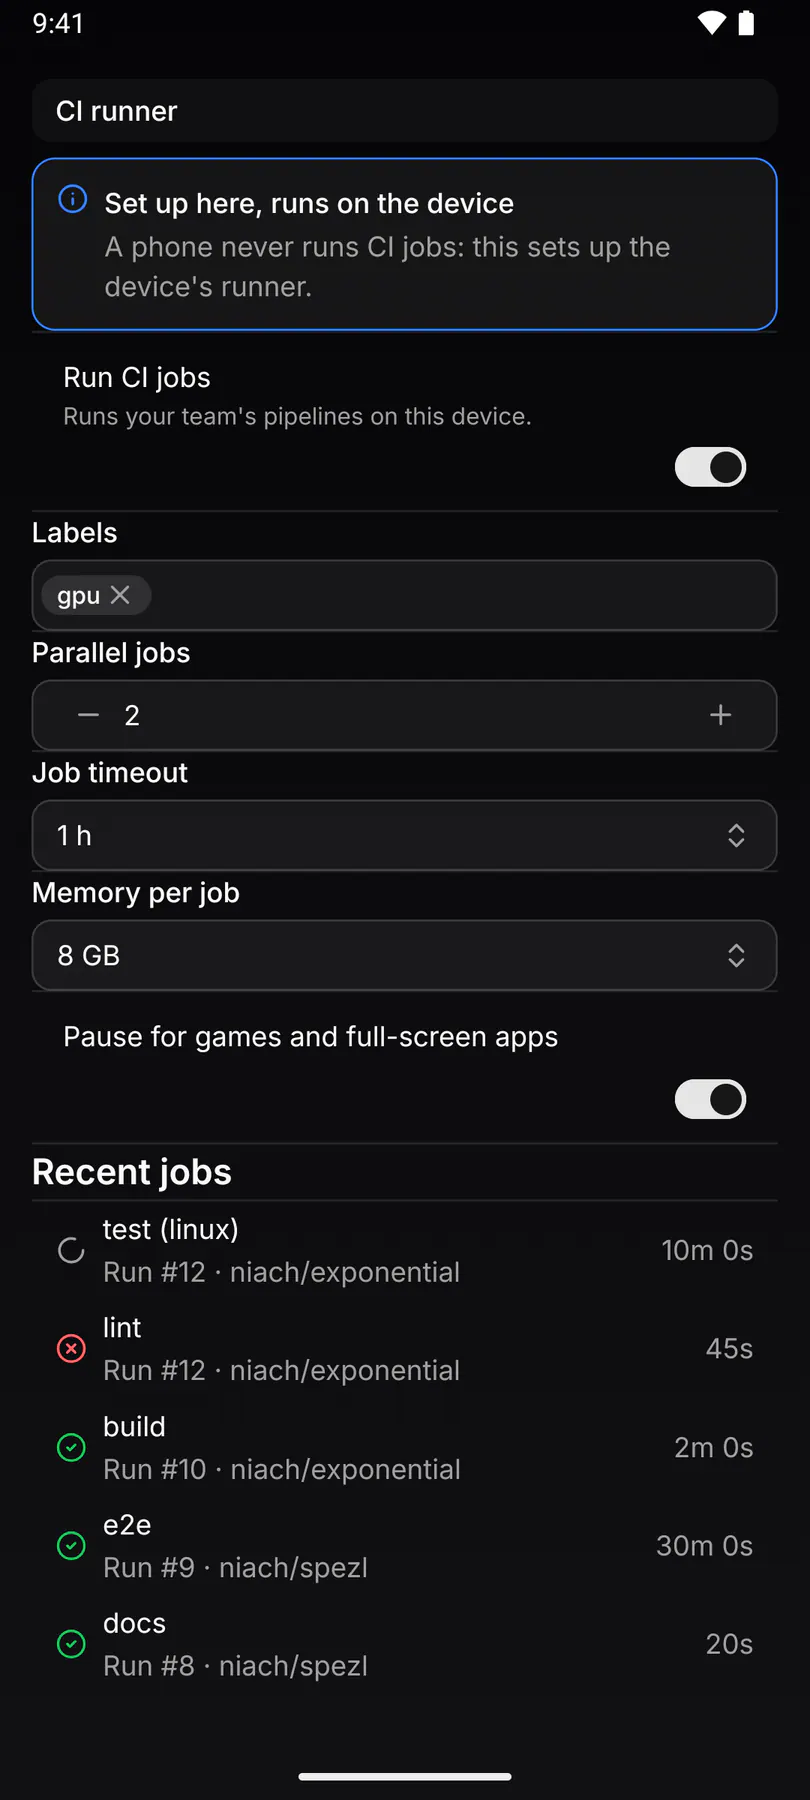 9:41
CI runner
Set up here, runs on the device
A phone never runs CI jobs: this sets up the
device's runner.
Run CI jobs
Runs your team's pipelines on this device.
Labels
gpu
Parallel jobs
2
Job timeout
1 h
Memory per job
8 GB
Pause for games and full-screen apps
Recent jobs
test (linux)
Run #12 · niach/exponential
10m 0s
lint
Run #12 · niach/exponential
45s
build
Run #10 · niach/exponential
2m 0s
e2e
Run #9 · niach/spezl
30m 0s
docs
Run #8 · niach/spezl
20s